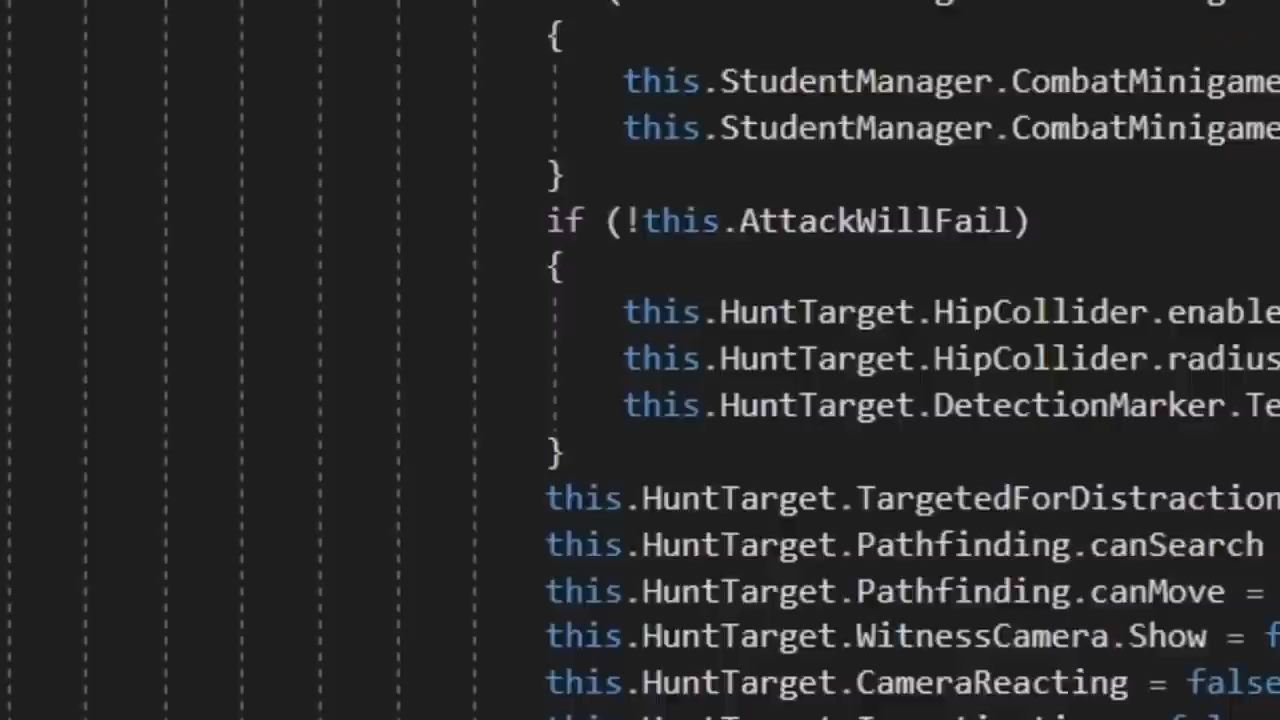 {
this.StudentManager.CombatMinigame
this.StudentManager.CombatMinigame
}
if (!this.AttackWillFail)
{
this.HuntTarget.HipCollider.enable
this.HuntTarget.HipCollider.radius
this.HuntTarget.DetectionMarker.Te
}
this.HuntTarget.TargetedForDistraction
this.HuntTarget.Pathfinding.canSearch
this.HuntTarget.Pathfinding.canMove =
this.HuntTarget.WitnessCamera.Show = f
this.HuntTarget.CameraReacting = false